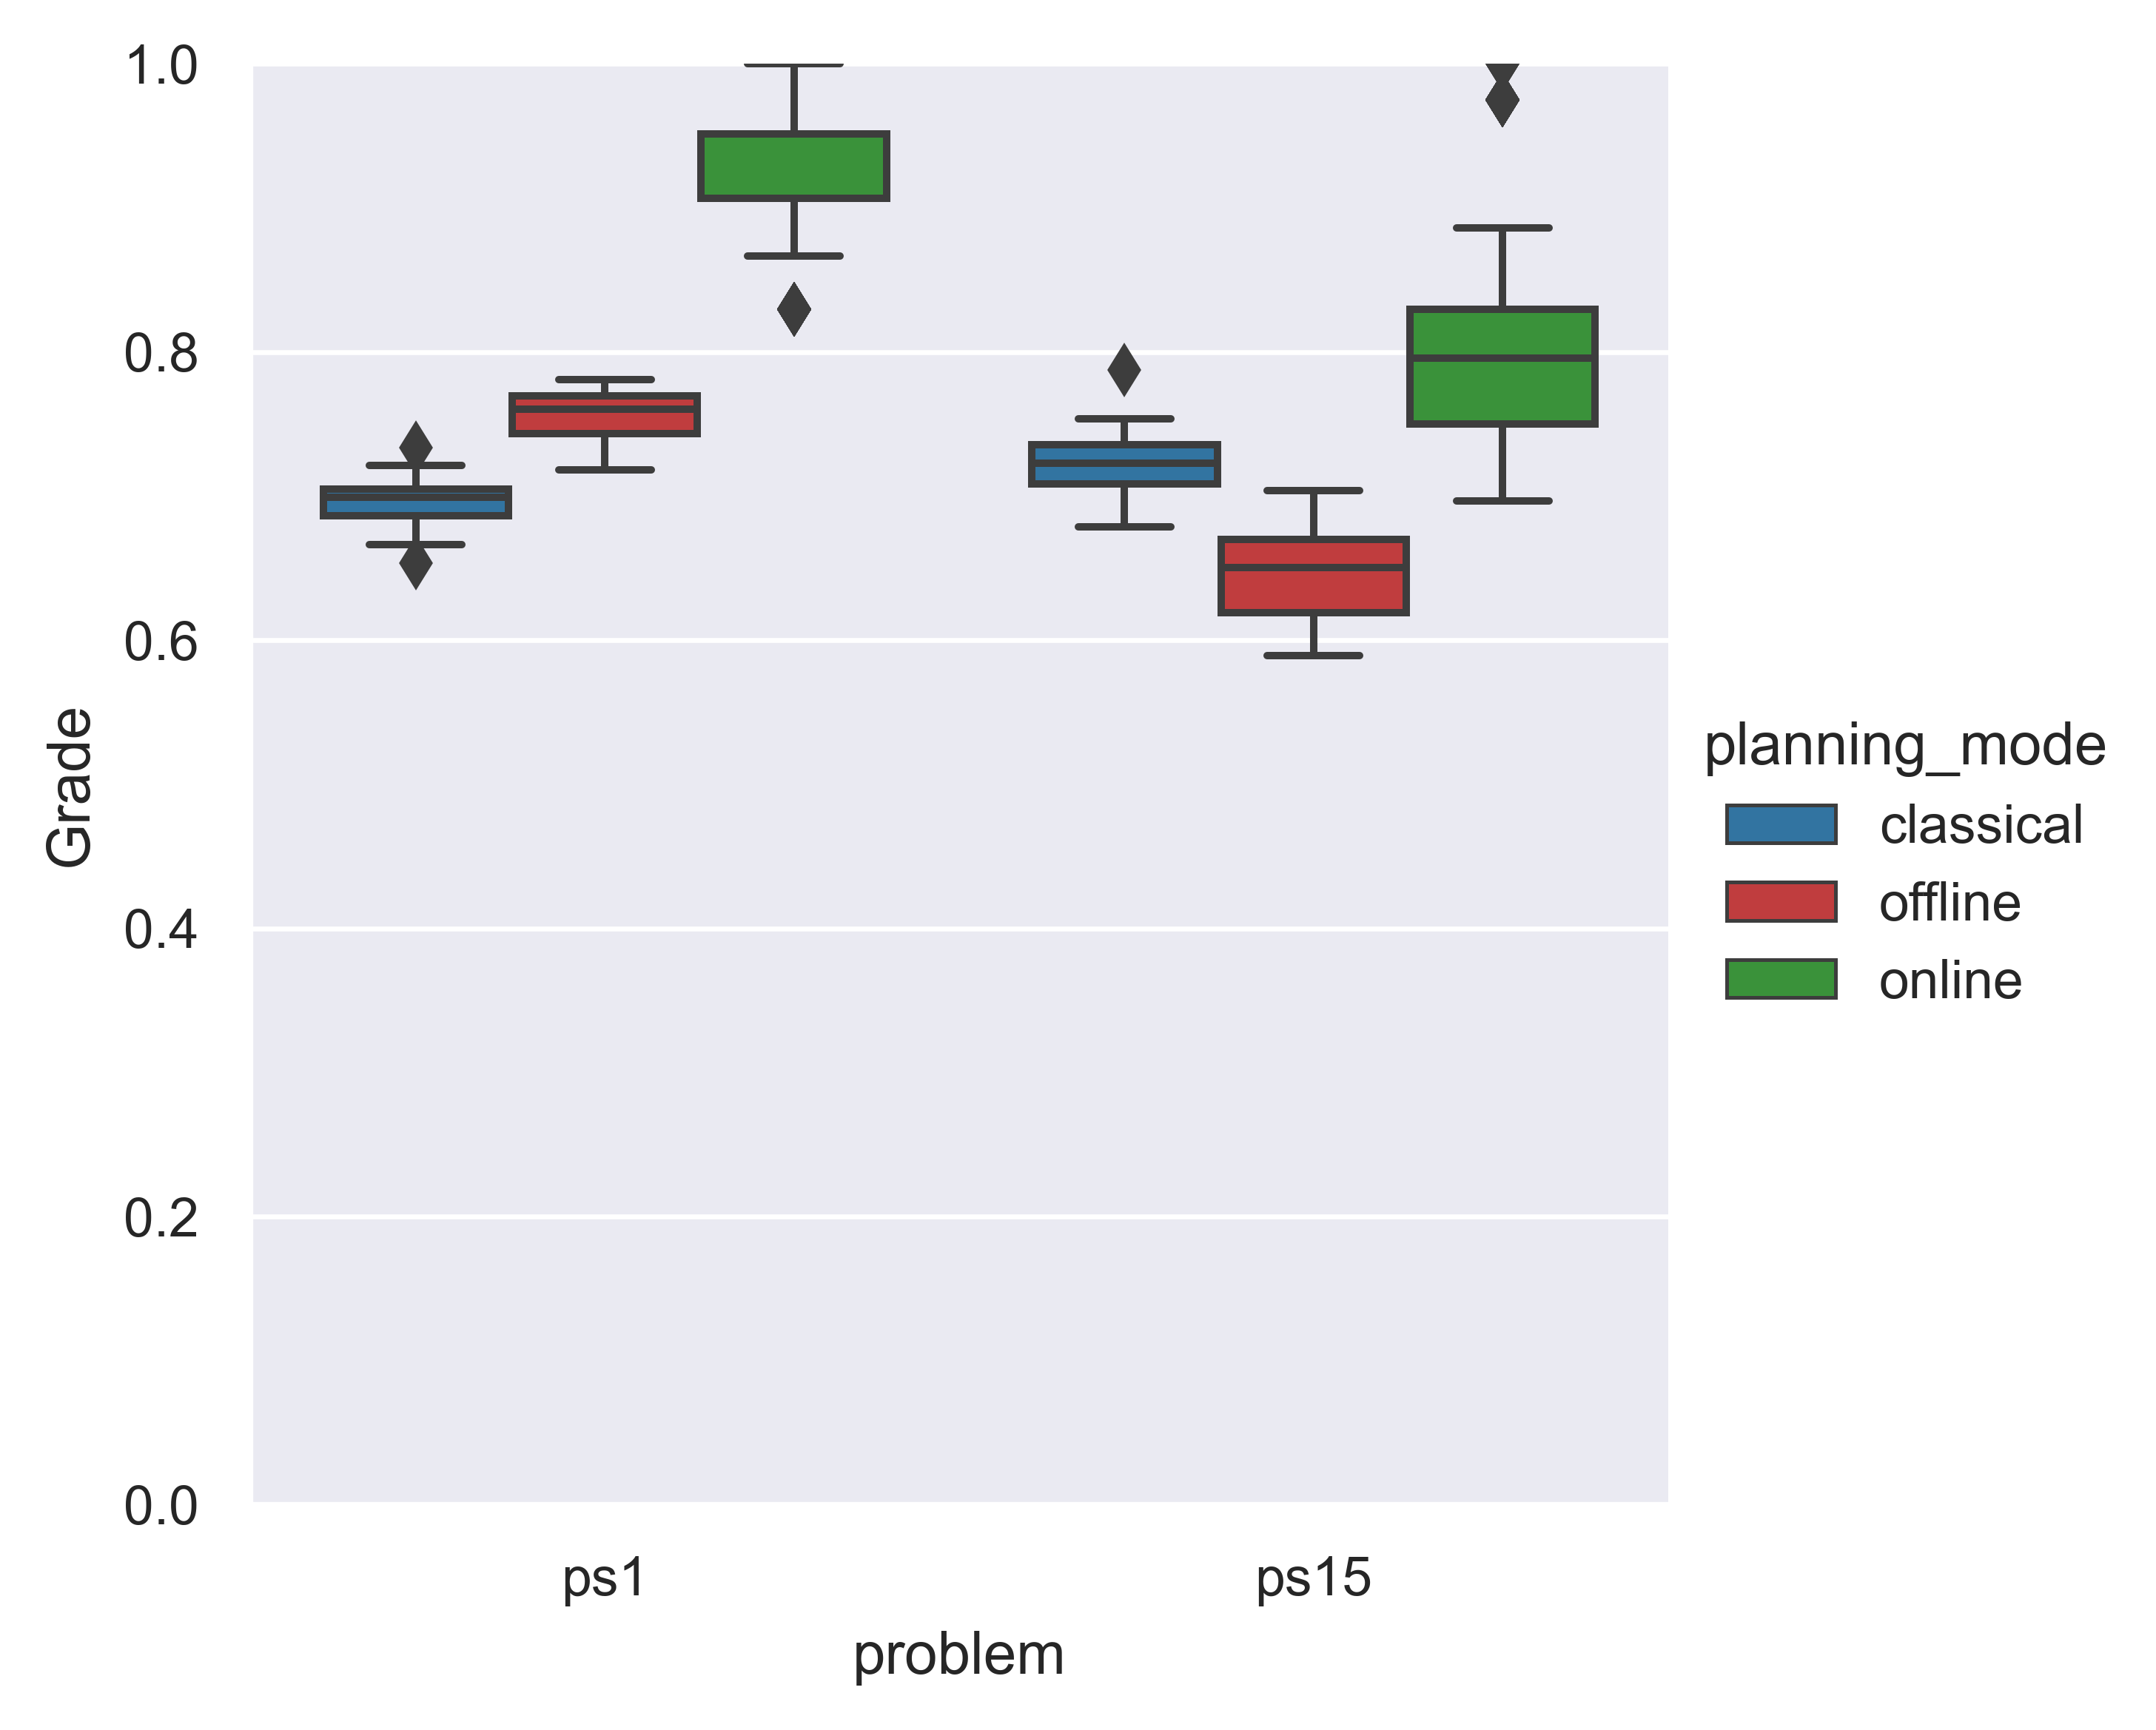 1.0
0.8
0.6
0.4
0.2
0.0
Grade
ps1
ps15
problem
planning_mode
classical
offline
online